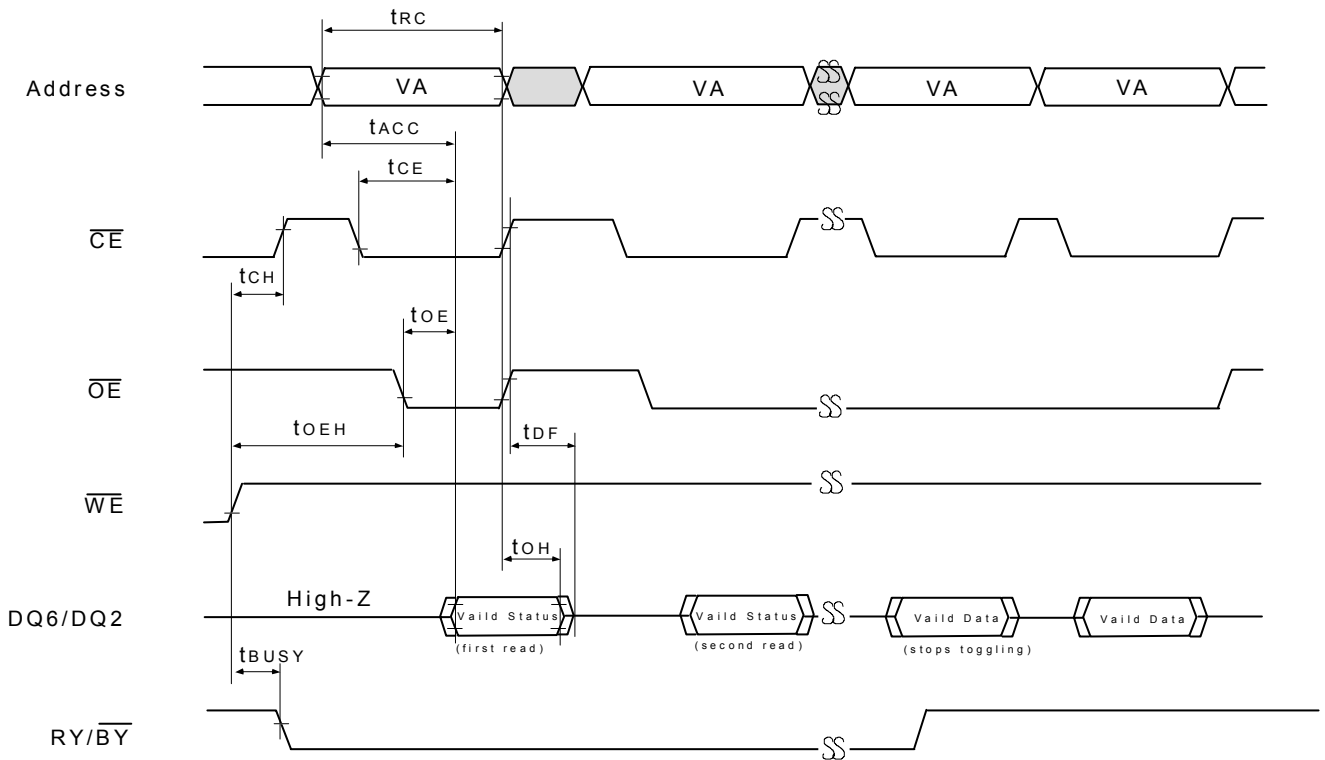 tRC
Address VA VA VA VA
tACC
tCE
CE
tCH
tOE
OE
tOEH tDF
WE
tOH
High-Z
DQ6/DQ2 Vaild Status Vaild Status Vaild Data Vaild Data
(first read) (second read) (stops toggling)
tBUSY
RY/BY